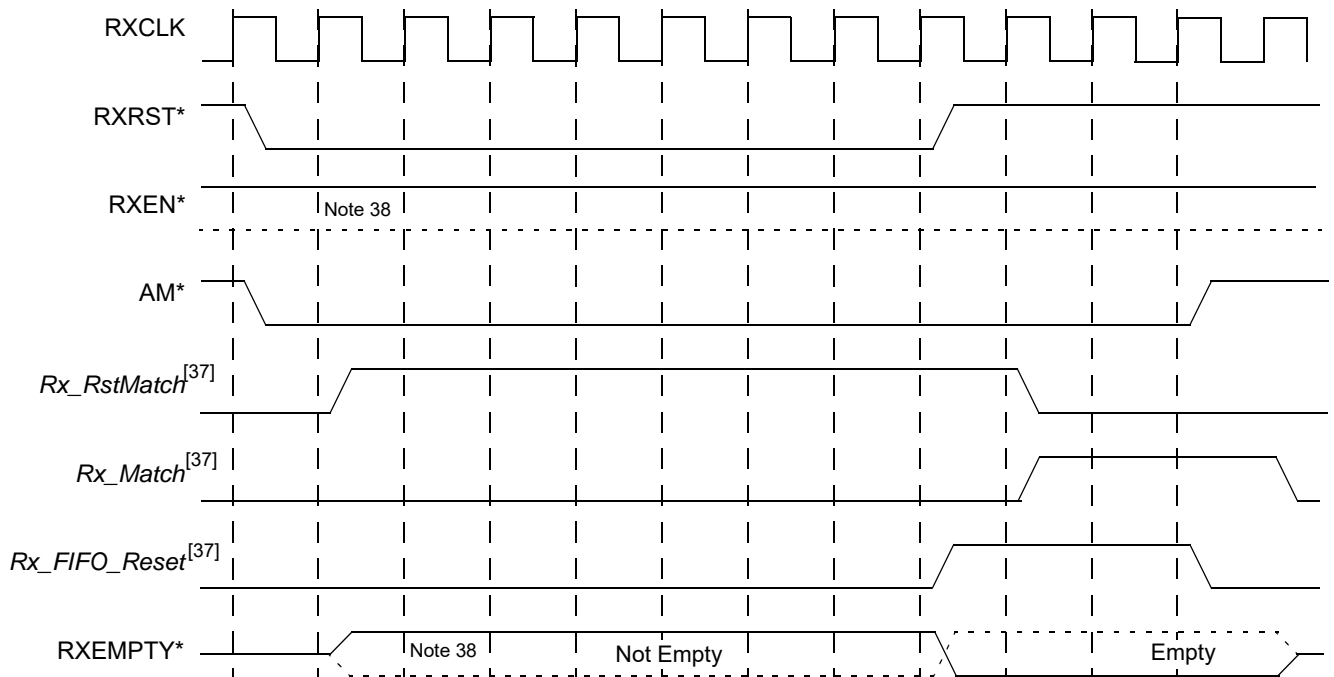 RXCLK
RXRST*
RXEN*
Note 38
AM*
Rx_RstMatch[37]
Rx_Match[37]
Rx_FIFO_Reset[37]
RXEMPTY*
Note 38
Not Empty
Empty